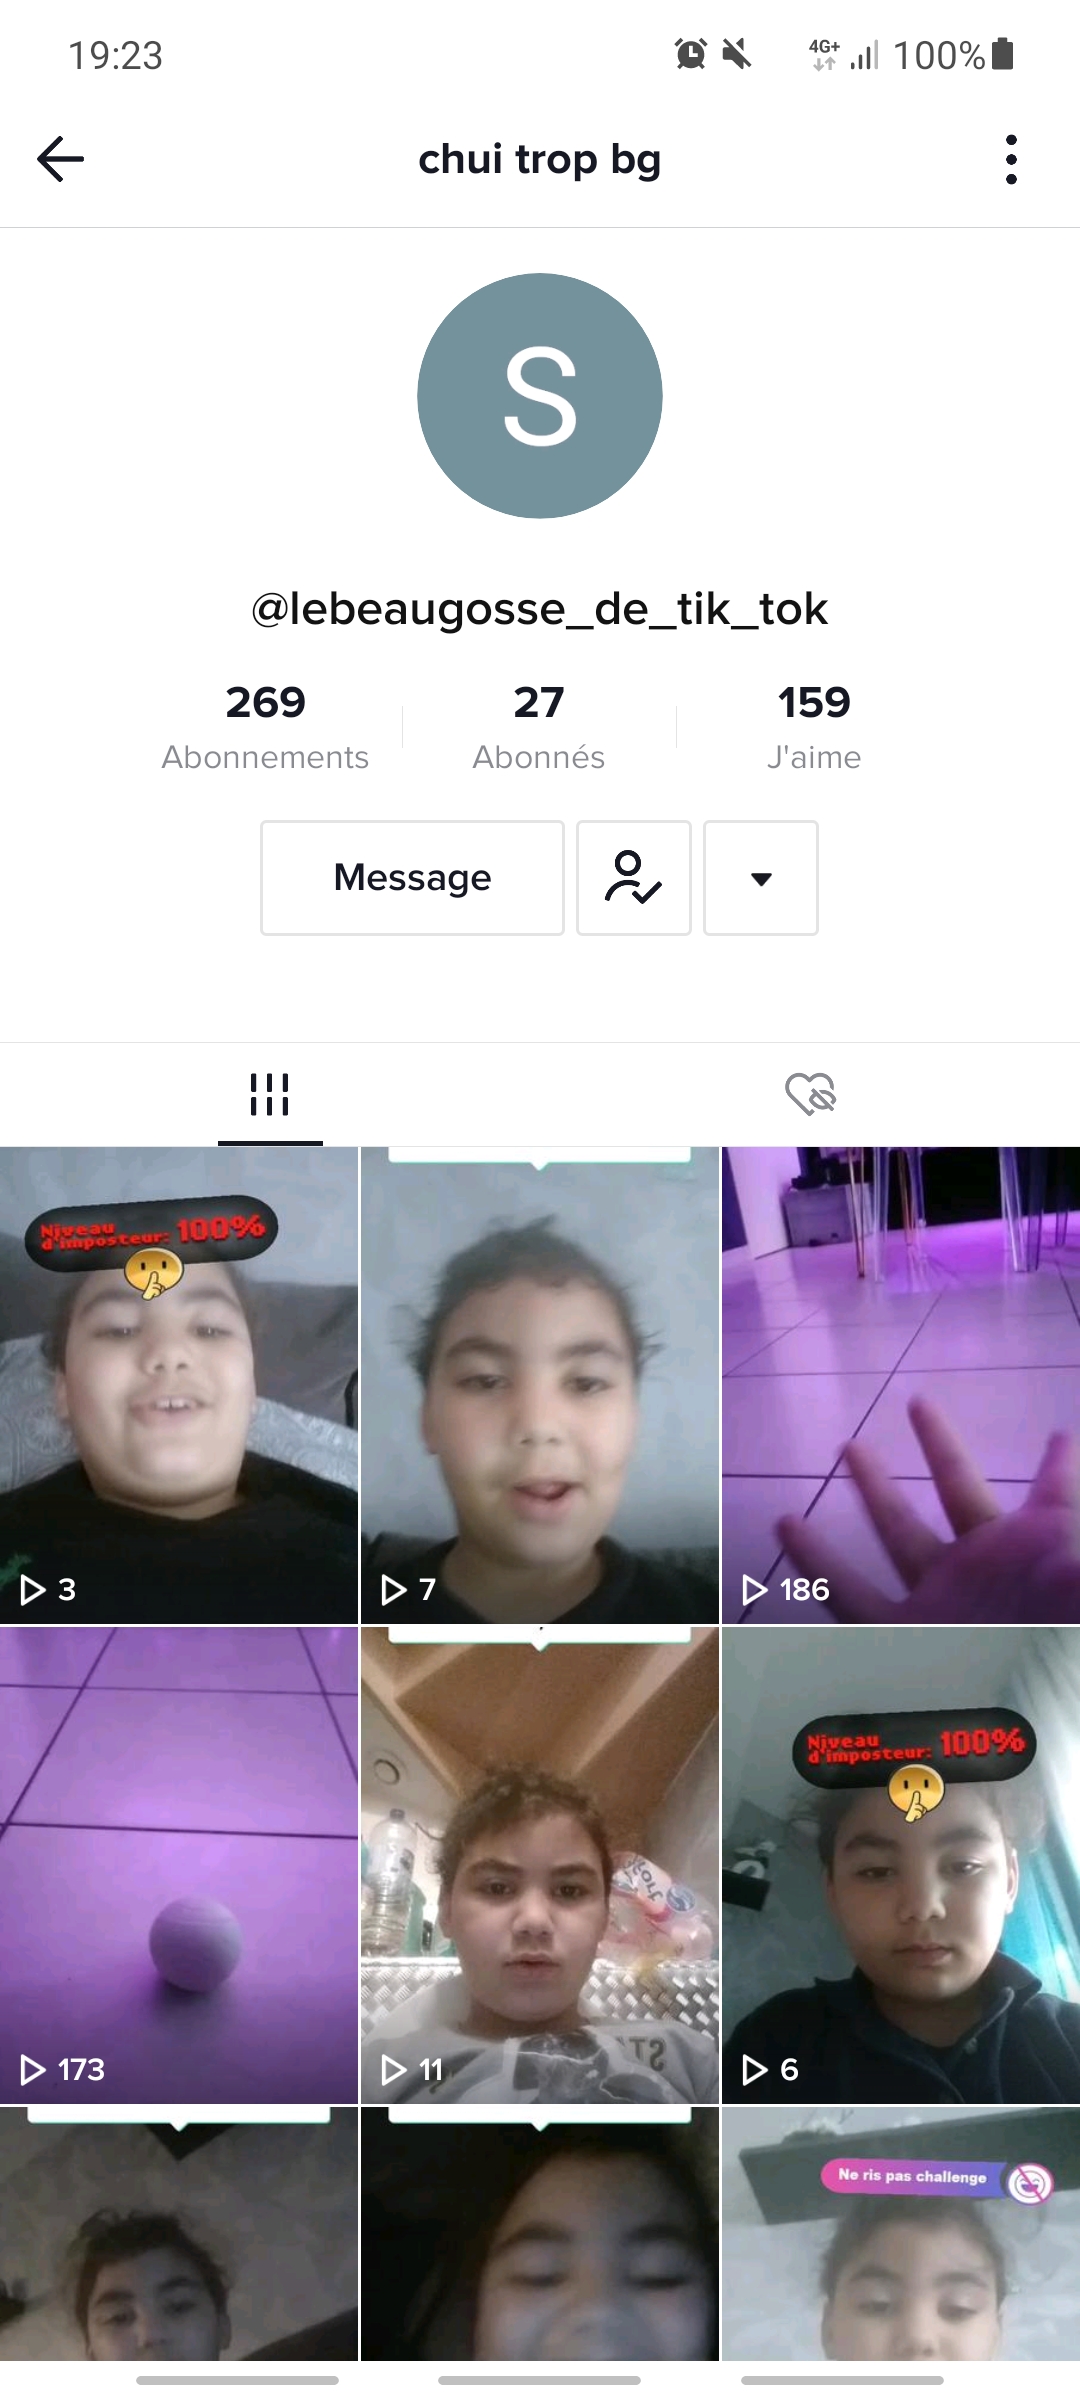 19:23
4G+
100%
chui trop bg
S
@lebeaugosse_de_tik_tok
269
27
159
Abonnements
Abonnés
J'aime
Message
Niveau
d'imposteur: 100%
3
7
186
Niveau
d'imposteur: 100%
173
11
6
Ne ris pas challenge